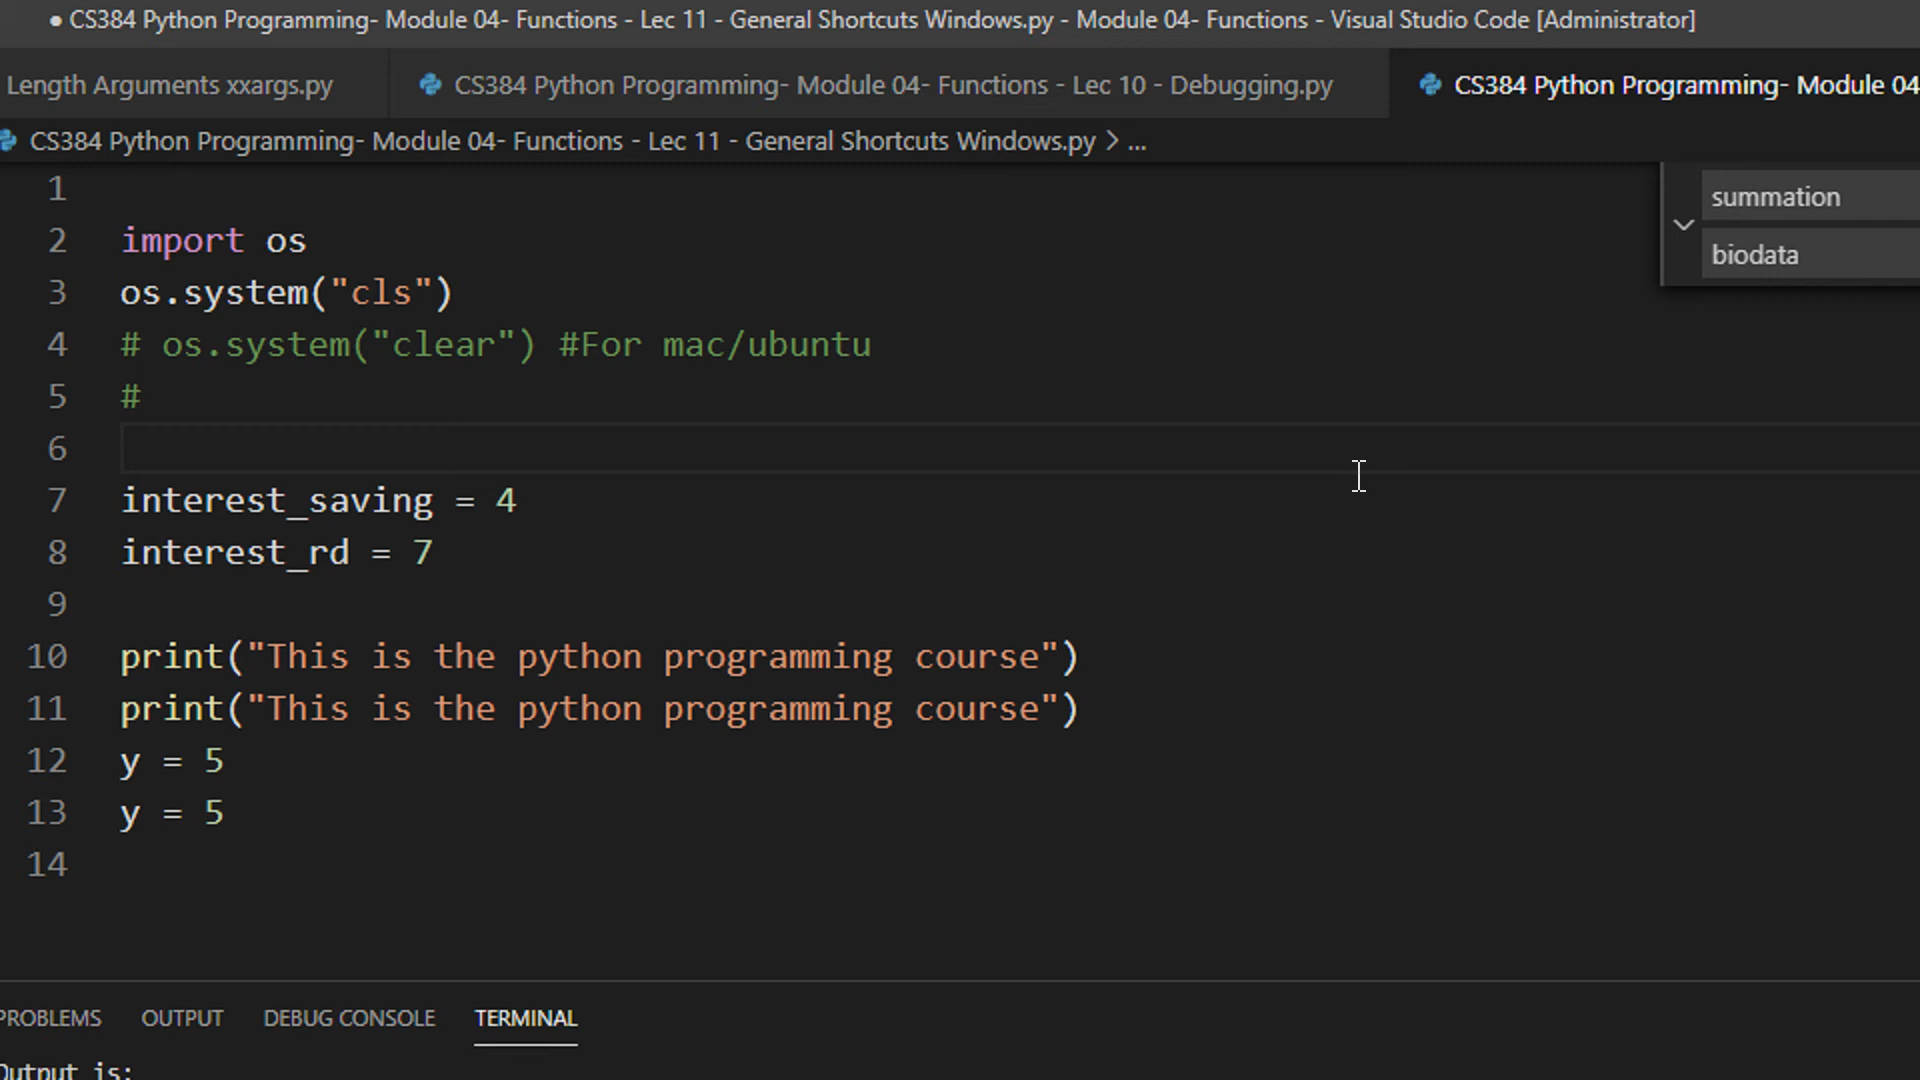 ● CS384 Python Programming- Module 04- Functions - Lec 11 - General Shortcuts Windows.py - Module 04- Functions - Visual Studio Code [Administrator]
Length Arguments xxargs.py
CS384 Python Programming- Module 04- Functions - Lec 10 - Debugging.py
CS384 Python Programming- Module 04
CS384 Python Programming- Module 04- Functions - Lec 11 - General Shortcuts Windows.py > ...
summation
biodata
1
2 import os
3 os.system("cls")
4 # os.system("clear") #For mac/ubuntu
5 #
6
7 interest_saving = 4
8 interest_rd = 7
9
10 print("This is the python programming course")
11 print("This is the python programming course")
12 y = 5
13 y = 5
14
PROBLEMS OUTPUT DEBUG CONSOLE TERMINAL
Output is: